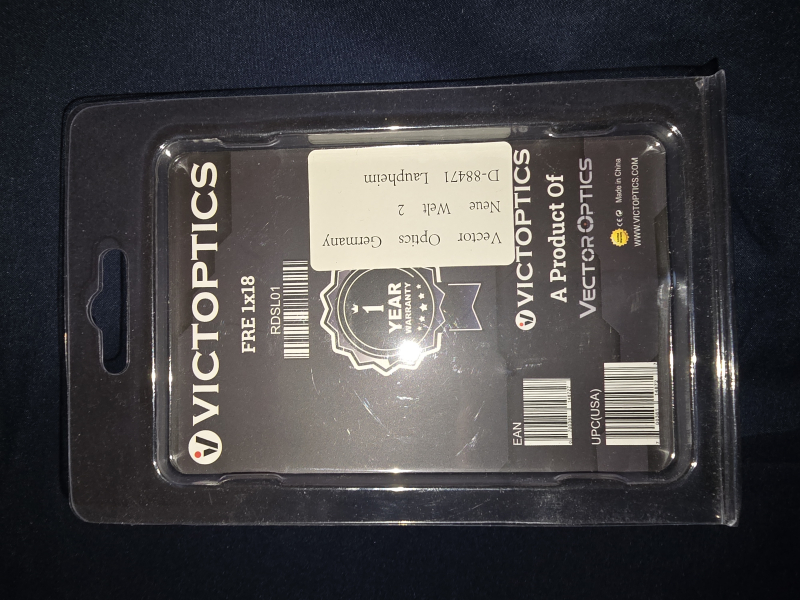 VICTOPTICS
FRE 1x18
RDSL01
Vector Optics Germany
Neue Welt 2
D-88471 Laupheim
1
YEAR
WARRANTY
VICTOPTICS
A Product Of
VECTOR OPTICS
CE Made in China
WWW.VICTOPTICS.COM
EAN
UPC(USA)